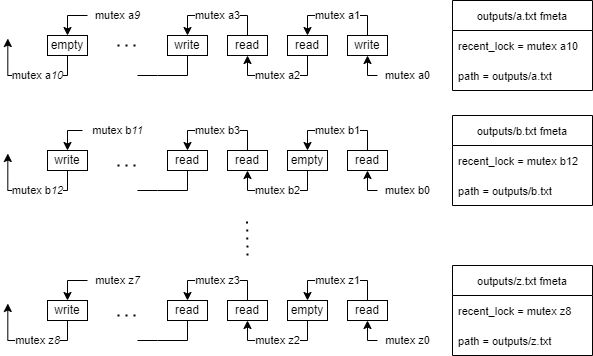 mutex a9 mutex a3 mutex a1
empty ... write read read write
mutex a10 mutex a2 mutex a0
outputs/a.txt fmeta
recent_lock = mutex a10
path = outputs/a.txt
mutex b11 mutex b3 mutex b1
write ... read read empty read
mutex b12 mutex b2 mutex b0
outputs/b.txt fmeta
recent_lock = mutex b12
path = outputs/b.txt
mutex z7 mutex z3 mutex z1
write ... read read empty read
mutex z8 mutex z2 mutex z0
outputs/z.txt fmeta
recent_lock = mutex z8
path = outputs/z.txt